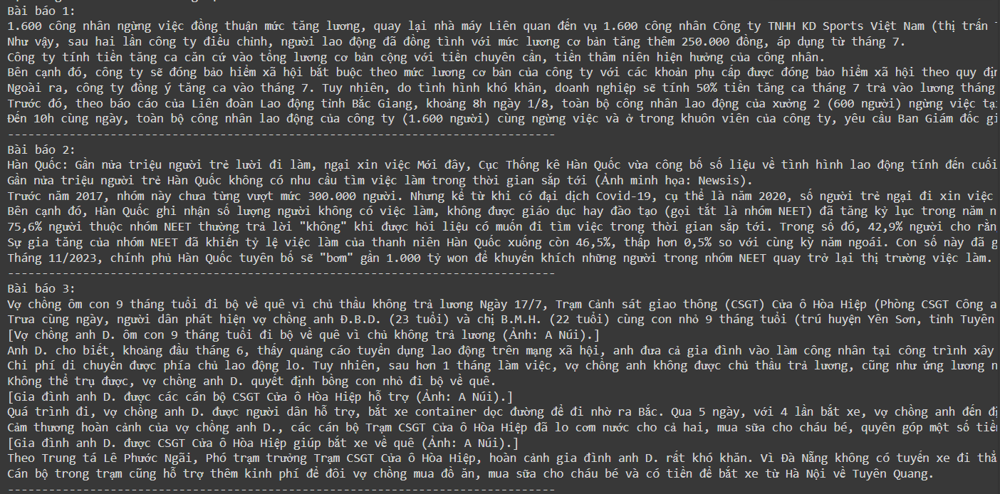 Bài báo 1:
1.600 công nhân ngừng việc đồng thuận mức tăng lương, quay lại nhà máy Liên quan đến vụ 1.600 công nhân Công ty TNHH KD Sports Việt Nam (thị trấn
Như vậy, sau hai lần công ty điều chỉnh, người lao động đã đồng tình với mức lương cơ bản tăng thêm 250.000 đồng, áp dụng từ tháng 7.
Công ty tính tiền tăng ca căn cứ vào tổng lương cơ bản cộng với tiền chuyên cần, tiền thâm niên hiện hưởng của công nhân.
Bên cạnh đó, công ty sẽ đóng bảo hiểm xã hội bắt buộc theo mức lương cơ bản của công ty với các khoản phụ cấp được đóng bảo hiểm xã hội theo quy
Ngoài ra, công ty đồng ý tăng ca vào tháng 7. Tuy nhiên, do tình hình khó khăn, doanh nghiệp sẽ tính 50% tiền tăng ca tháng 7 trả vào lương tháng
Trước đó, theo báo cáo của Liên đoàn Lao động tỉnh Bắc Giang, khoảng 8h ngày 1/8, toàn bộ công nhân lao động của xưởng 2 (600 người) ngừng việc
Đến 10h cùng ngày, toàn bộ công nhân lao động của công ty (1.600 người) cùng ngừng việc và ở trong khuôn viên của công ty, yêu cầu Ban Giám đốc
--------------------------------------------------------------------------------
Bài báo 2:
Hàn Quốc: Gần nửa triệu người trẻ lười đi làm, ngại xin việc Mới đây, Cục Thống kê Hàn Quốc vừa công bố số liệu về tình hình lao động tính đến cuối
Gần nửa triệu người trẻ Hàn Quốc không có nhu cầu tìm việc làm trong thời gian sắp tới (Ảnh minh họa: Newsis).
Trước năm 2017, nhóm này chưa từng vượt mức 300.000 người. Nhưng kể từ khi có đại dịch Covid-19, cụ thể là năm 2020, số người trẻ ngại đi xin việc
Bên cạnh đó, Hàn Quốc ghi nhận số lượng người không có việc làm, không được giáo dục hay đào tạo (gọi tắt là nhóm NEET) đã tăng kỷ lục trong năm
75,6% người thuộc nhóm NEET thường trả lời "không" khi được hỏi liệu có muốn đi tìm việc trong thời gian sắp tới. Trong số đó, 42,9% người cho
Sự gia tăng của nhóm NEET đã khiến tỷ lệ việc làm của thanh niên Hàn Quốc xuống còn 46,5%, thấp hơn 0,5% so với cùng kỳ năm ngoái. Con số này đã
Tháng 11/2023, chính phủ Hàn Quốc tuyên bố sẽ "bơm" gần 1.000 tỷ won để khuyến khích những người trong nhóm NEET quay trở lại thị trường việc làm.
--------------------------------------------------------------------------------
Bài báo 3:
Vợ chồng ôm con 9 tháng tuổi đi bộ về quê vì chủ thầu không trả lương Ngày 17/7, Trạm Cảnh sát giao thông (CSGT) Cửa ô Hòa Hiệp (Phòng CSGT Công
Trưa cùng ngày, người dân phát hiện vợ chồng anh Đ.B.D. (23 tuổi) và chị B.M.H. (22 tuổi) cùng con nhỏ 9 tháng tuổi (trú huyện Yên Sơn, tỉnh Tuyên
[Vợ chồng anh D. ôm con 9 tháng tuổi đi bộ về quê vì chủ không trả lương (Ảnh: A Núi).]
Anh D. cho biết, khoảng đầu tháng 6, thấy quảng cáo tuyển dụng lao động trên mạng xã hội, anh đưa cả gia đình vào làm công nhân tại công trình xây
Chi phí di chuyển được phía chủ lao động lo. Tuy nhiên, sau hơn 1 tháng làm việc, vợ chồng anh không được chủ thầu trả lương, cũng như ứng lương
Không thể trụ được, vợ chồng anh D. quyết định bồng con nhỏ đi bộ về quê.
[Gia đình anh D. được các cán bộ CSGT Cửa ô Hòa Hiệp hỗ trợ (Ảnh: A Núi).]
Quá trình đi, vợ chồng anh D. được người dân hỗ trợ, bắt xe container dọc đường để đi nhờ ra Bắc. Qua 5 ngày, với 4 lần bắt xe, vợ chồng anh đến
Cảm thương hoàn cảnh của vợ chồng anh D., các cán bộ Trạm CSGT Cửa ô Hòa Hiệp đã lo cơm nước cho cả hai, mua sữa cho cháu bé, quyên góp một số
[Gia đình anh D. được CSGT Cửa ô Hòa Hiệp giúp bắt xe về quê (Ảnh: A Núi).]
Theo Trung tá Lê Phước Ngãi, Phó trạm trưởng Trạm CSGT Cửa ô Hòa Hiệp, hoàn cảnh gia đình anh D. rất khó khăn. Vì Đà Nẵng không có tuyến xe đi
Cán bộ trong trạm cũng hỗ trợ thêm kinh phí để đôi vợ chồng mua đồ ăn, mua sữa cho cháu bé và có tiền để bắt xe từ Hà Nội về Tuyên Quang.
--------------------------------------------------------------------------------